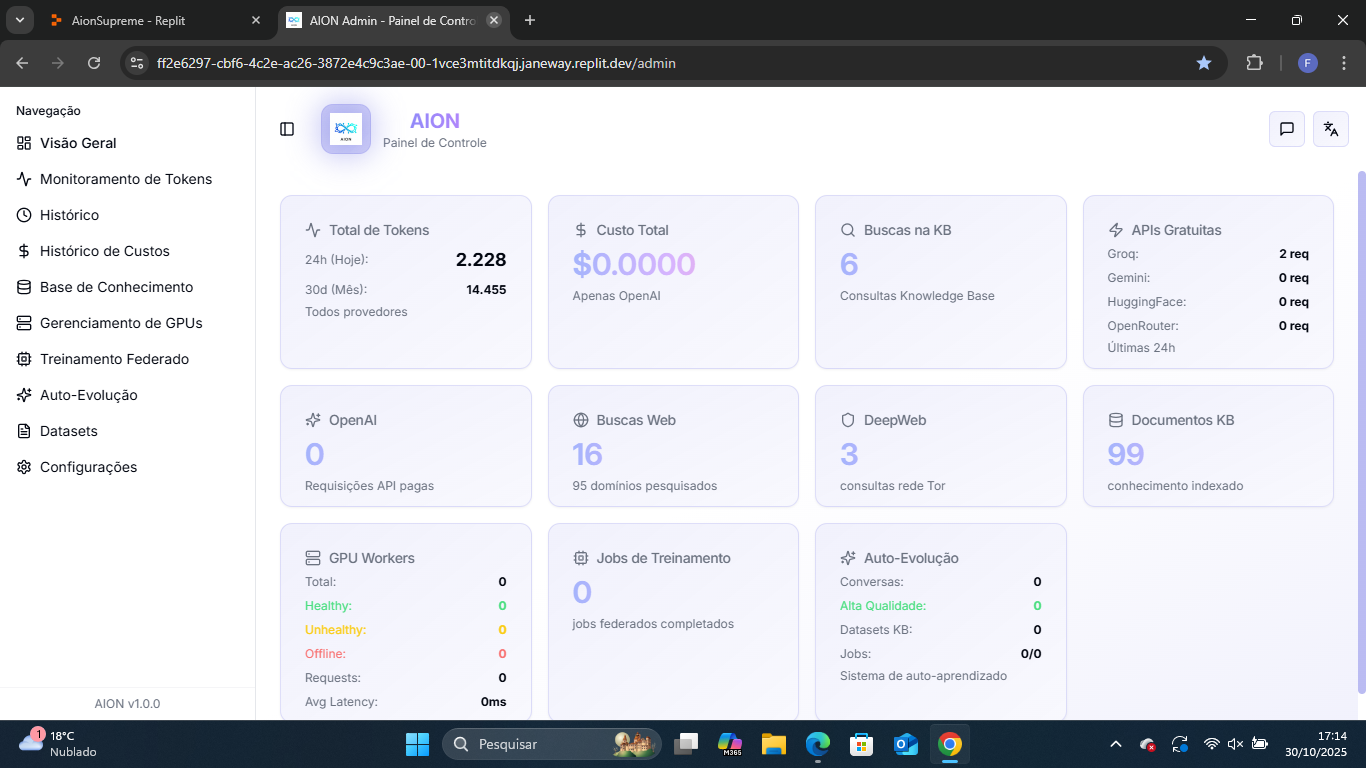 AionSupreme - Replit
AION Admin - Painel de Contro
ff2e6297-cbf6-4c2e-ac26-3872e4c9c3ae-00-1vce3mtitdkqj.janeway.replit.dev/admin
F
Navegação
Visão Geral
Monitoramento de Tokens
Histórico
Histórico de Custos
Base de Conhecimento
Gerenciamento de GPUs
Treinamento Federado
Auto-Evolução
Datasets
Configurações
AION v1.0.0
AION
AION
Painel de Controle
Total de Tokens
24h (Hoje): 2.228
30d (Mês): 14.455
Todos provedores
Custo Total
$0.0000
Apenas OpenAI
Buscas na KB
6
Consultas Knowledge Base
APIs Gratuitas
Groq: 2 req
Gemini: 0 req
HuggingFace: 0 req
OpenRouter: 0 req
Últimas 24h
OpenAI
0
Requisições API pagas
Buscas Web
16
95 domínios pesquisados
DeepWeb
3
consultas rede Tor
Documentos KB
99
conhecimento indexado
GPU Workers
Total: 0
Healthy: 0
Unhealthy: 0
Offline: 0
Requests: 0
Avg Latency: 0ms
Jobs de Treinamento
0
jobs federados completados
Auto-Evolução
Conversas: 0
Alta Qualidade: 0
Datasets KB: 0
Jobs: 0/0
Sistema de auto-aprendizado
1
18°C
Nublado
Pesquisar
M365
17:14
30/10/2025